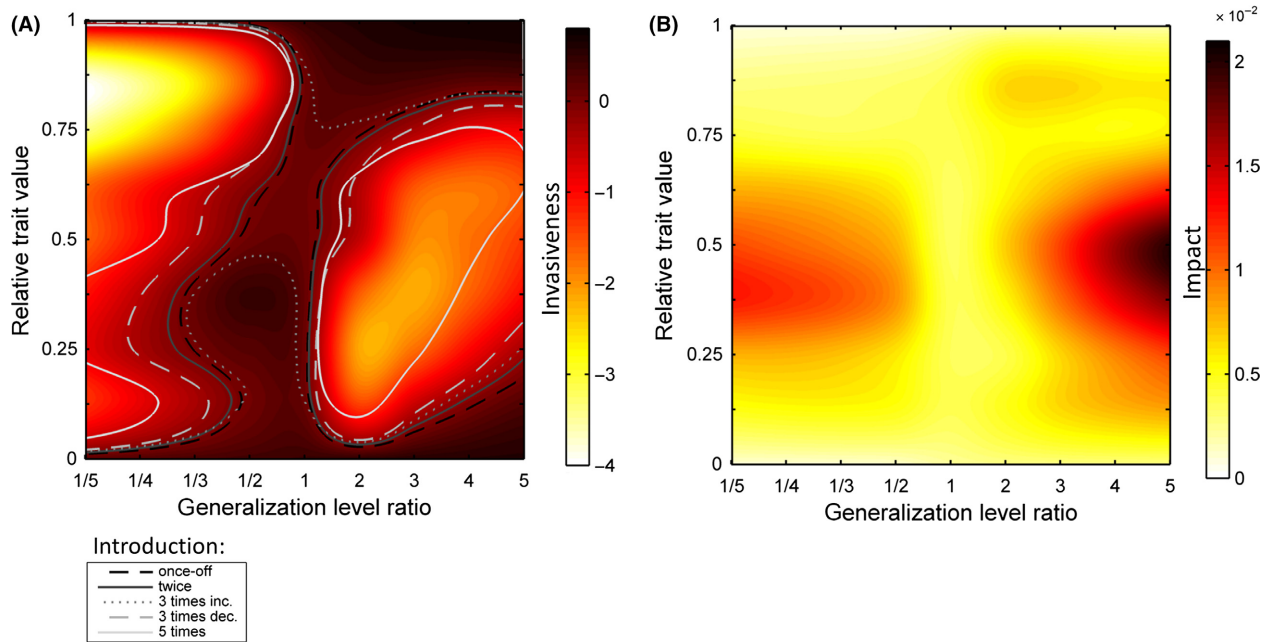 (A)
1
0.75
0.5
0.25
0
Relative trait value
1/5 1/4 1/3 1/2 1 2 3 4 5
Generalization level ratio
0
−1
−2
−3
−4
Invasiveness
Introduction:
once-off
twice
3 times inc.
3 times dec.
5 times
(B)
1
0.75
0.5
0.25
0
Relative trait value
1/5 1/4 1/3 1/2 1 2 3 4 5
Generalization level ratio
× 10−2
2
1.5
1
0.5
0
Impact